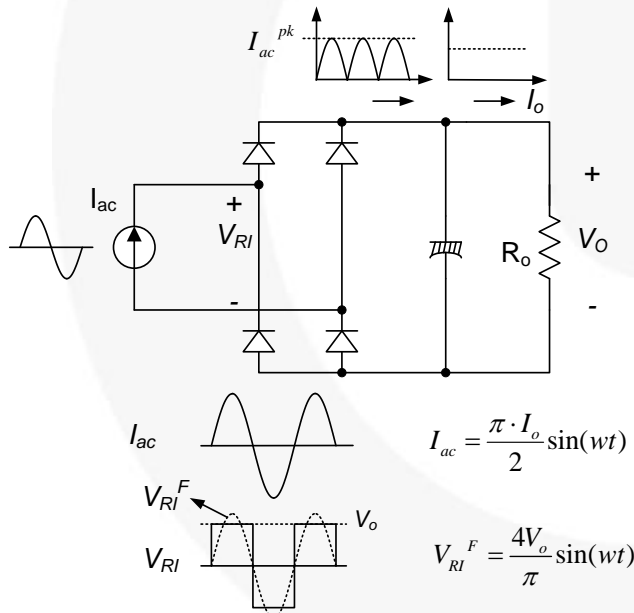 I_ac^pk
I_o
I_ac
+
V_RI
-
R_o
+
V_O
-
I_ac
I_ac = π · I_o / 2 sin(wt)
V_RI^F
V_o
V_RI
V_RI^F = 4V_o / π sin(wt)